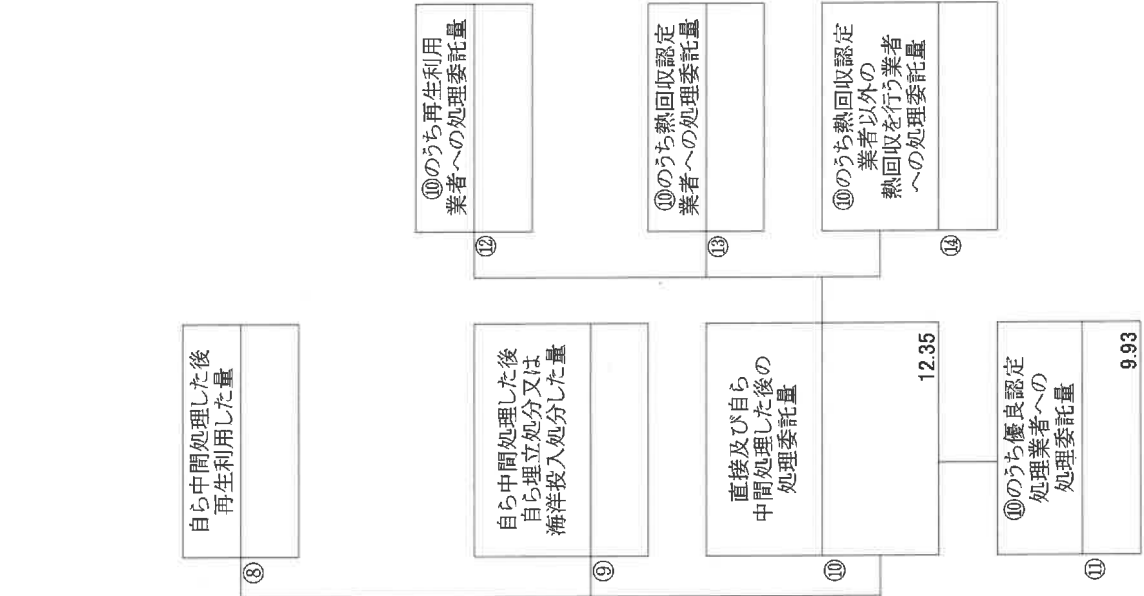 ⑧
自ら中間処理した後
再生利用した量
⑨
自ら中間処理した後
自ら埋立処分又は
海洋投入処分した量
⑩
直接及び自ら
中間処理した後の
処理委託量
12.35
⑪
⑩のうち優良認定
処理業者への
処理委託量
9.93
⑫
⑩のうち再生利用
業者への処理委託量
⑬
⑩のうち熱回収認定
業者への処理委託量
⑭
⑩のうち熱回収認定
業者以外の
熱回収を行う業者
への処理委託量